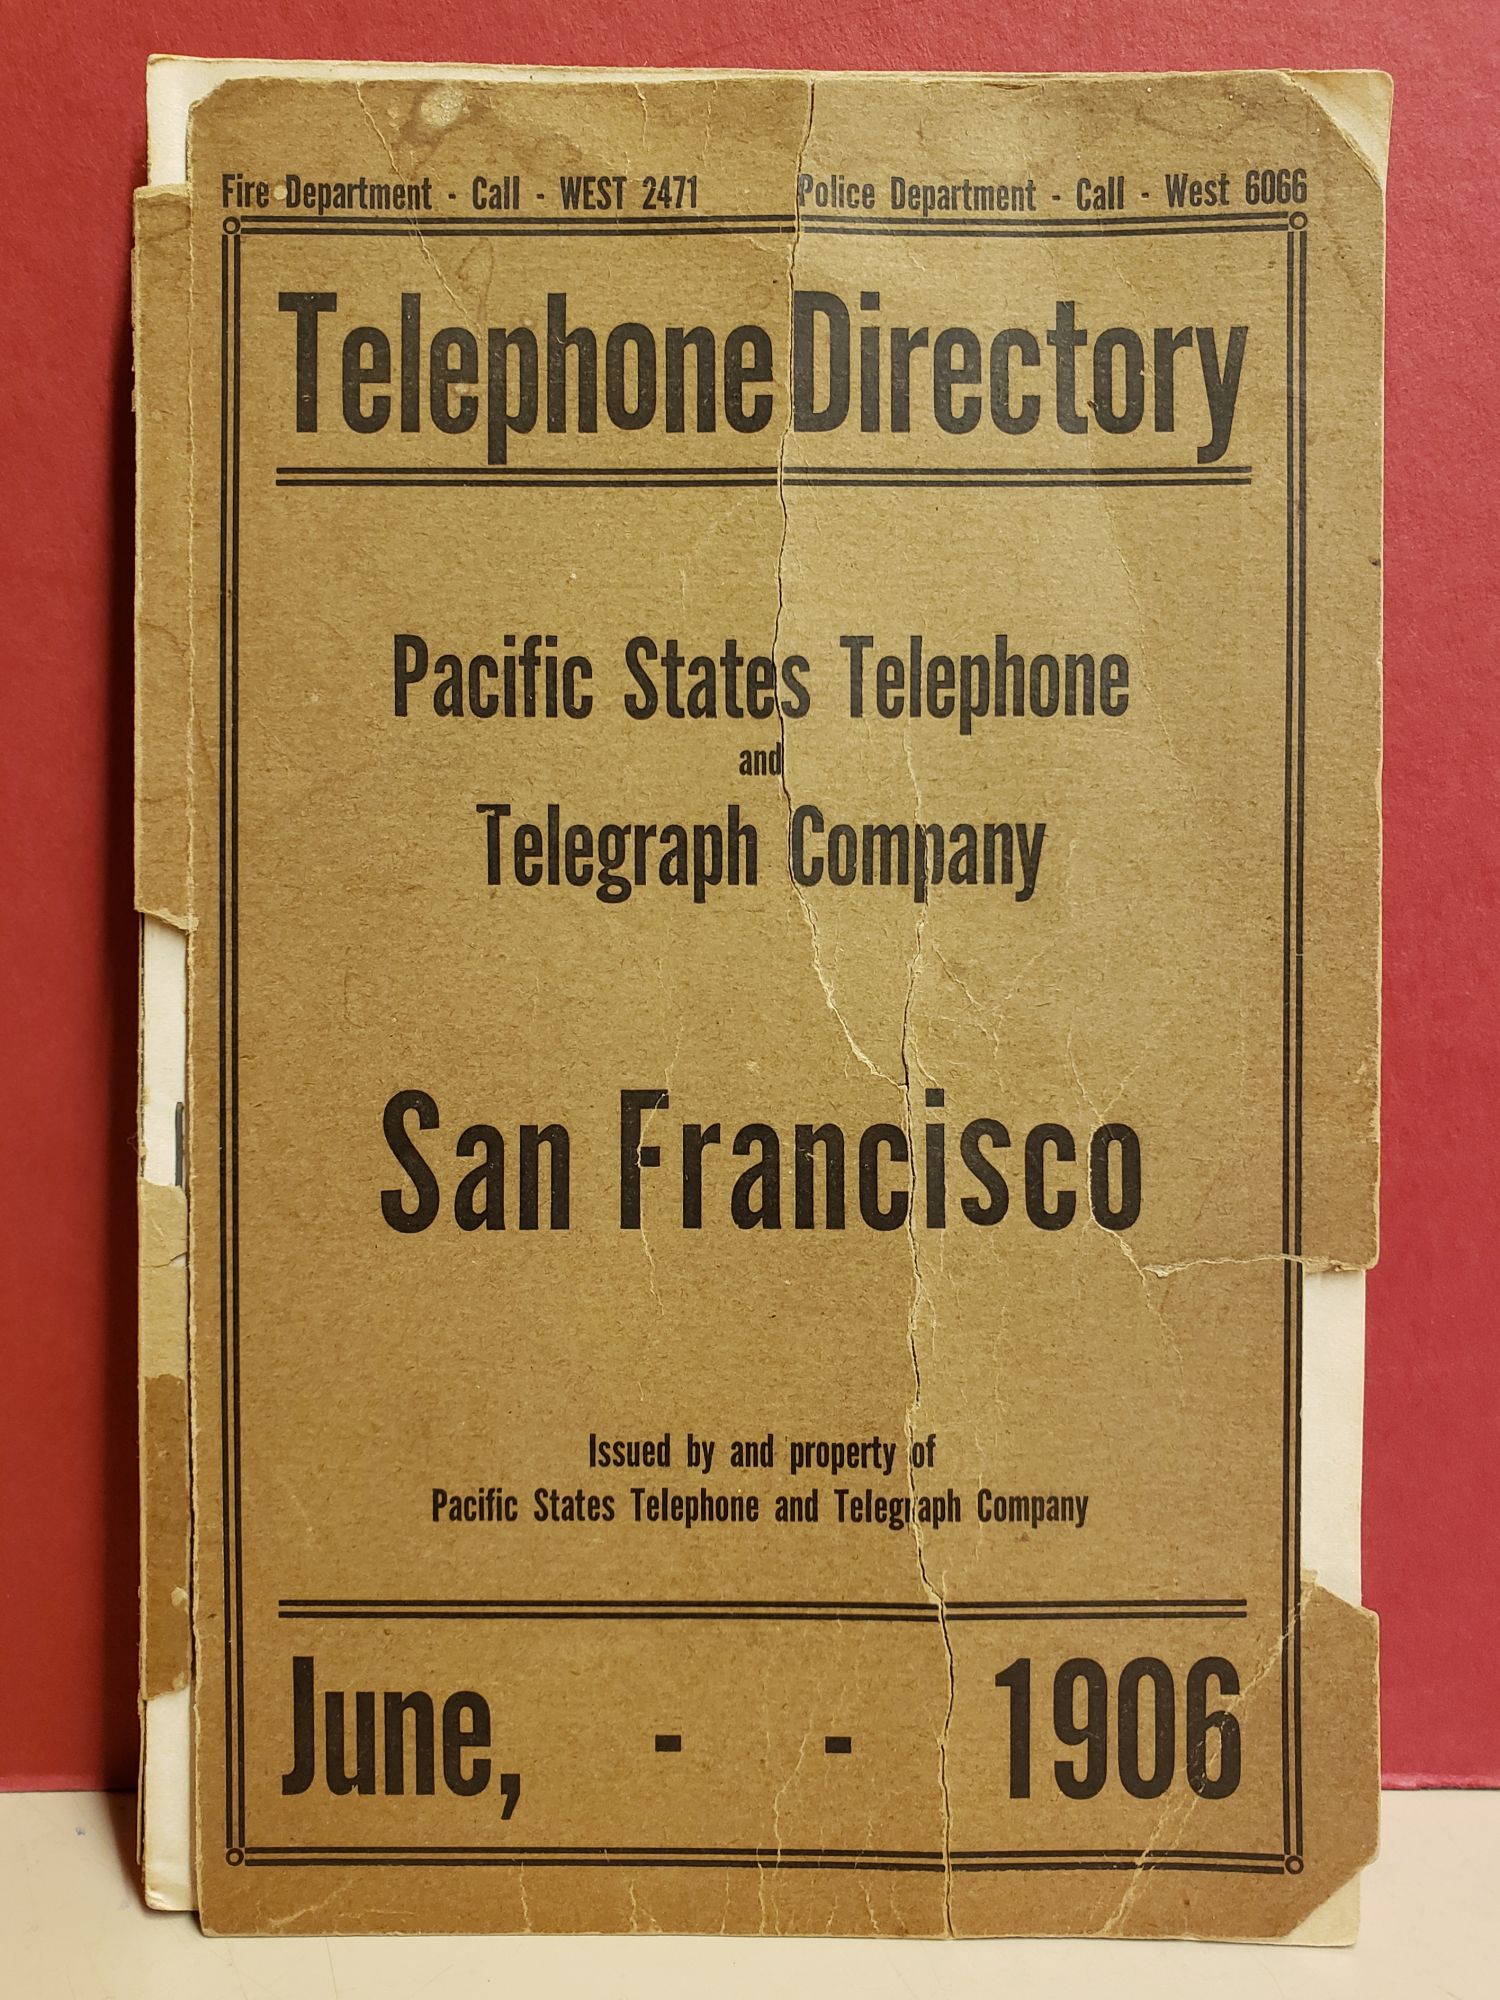 Fire Department - Call - WEST 2471 Police Department - Call - West 6066
Telephone Directory
Pacific States Telephone
and
Telegraph Company
San Francisco
Issued by and property of
Pacific States Telephone and Telegraph Company
June, - - 1906